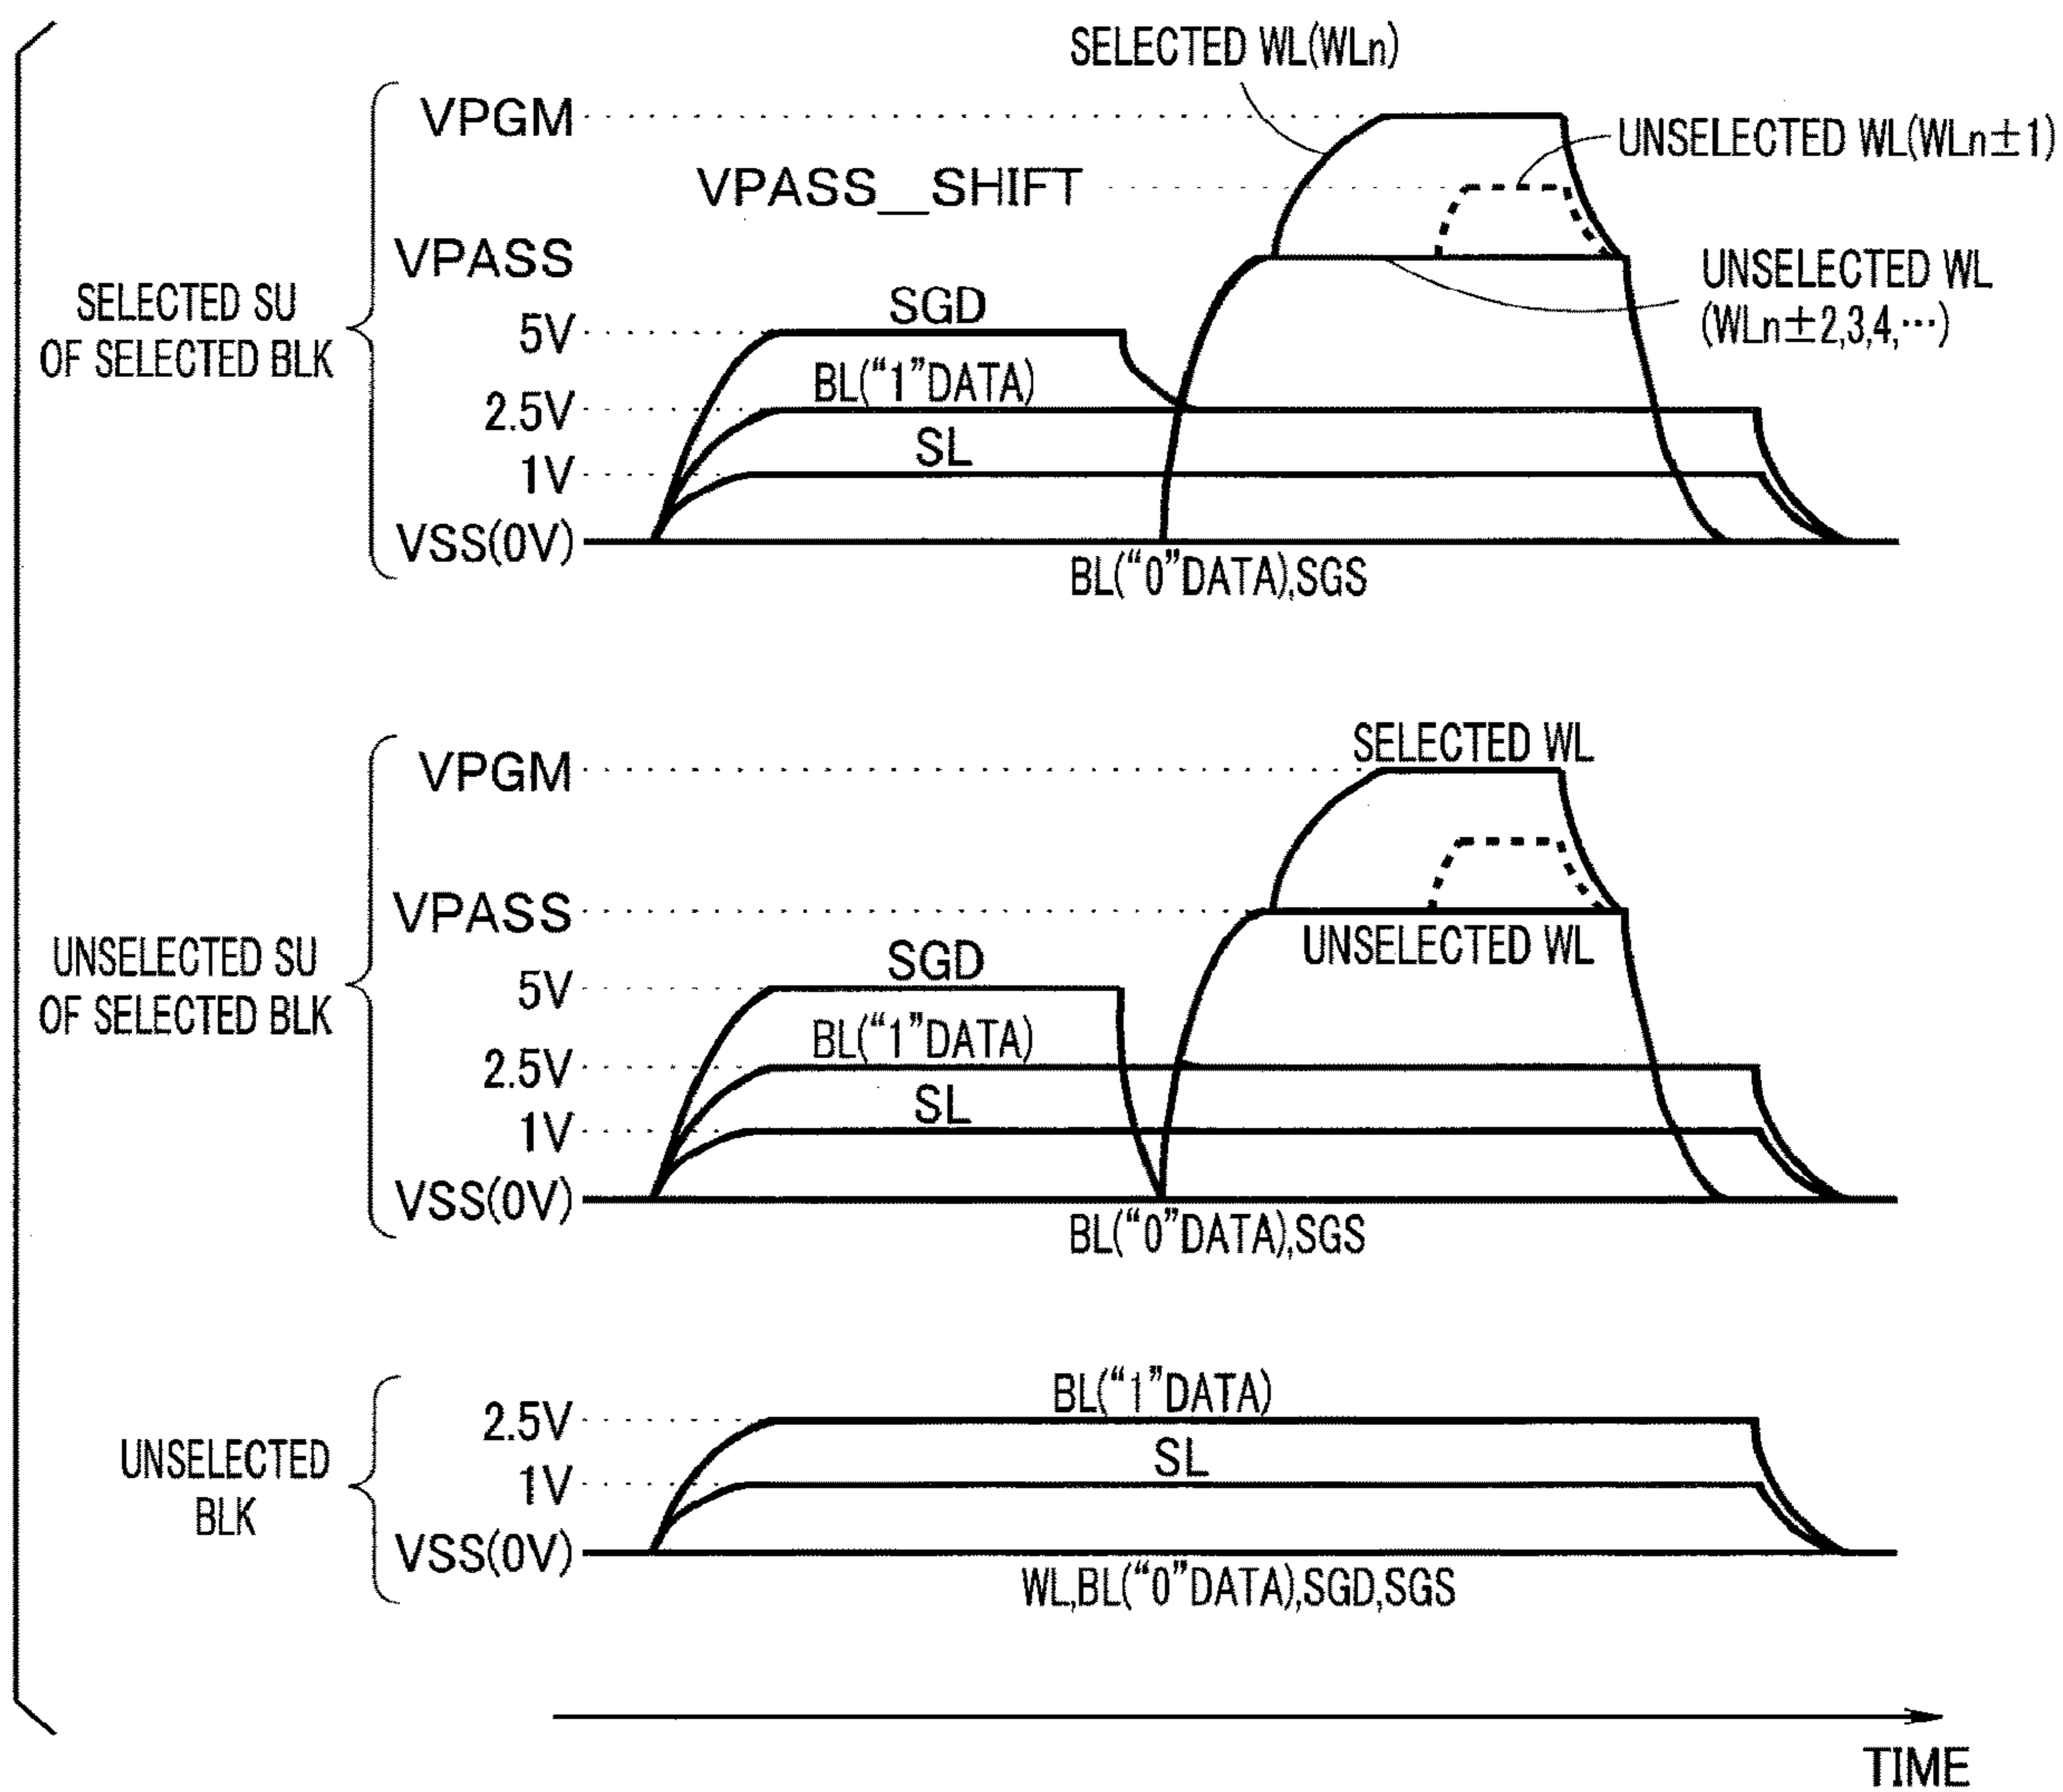 SELECTED WL(WLn)
VPGM
UNSELECTED WL(WLn±1)
VPASS_SHIFT
VPASS
UNSELECTED WL
(WLn±2,3,4,⋯)
SELECTED SU
OF SELECTED BLK
SGD
5V
BL(“1”DATA)
2.5V
SL
1V
VSS(0V)
BL(“0”DATA),SGS
SELECTED WL
VPGM
VPASS
UNSELECTED WL
UNSELECTED SU
OF SELECTED BLK
SGD
5V
BL(“1”DATA)
2.5V
SL
1V
VSS(0V)
BL(“0”DATA),SGS
BL(“1”DATA)
2.5V
UNSELECTED
BLK
SL
1V
VSS(0V)
WL,BL(“0”DATA),SGD,SGS
TIME